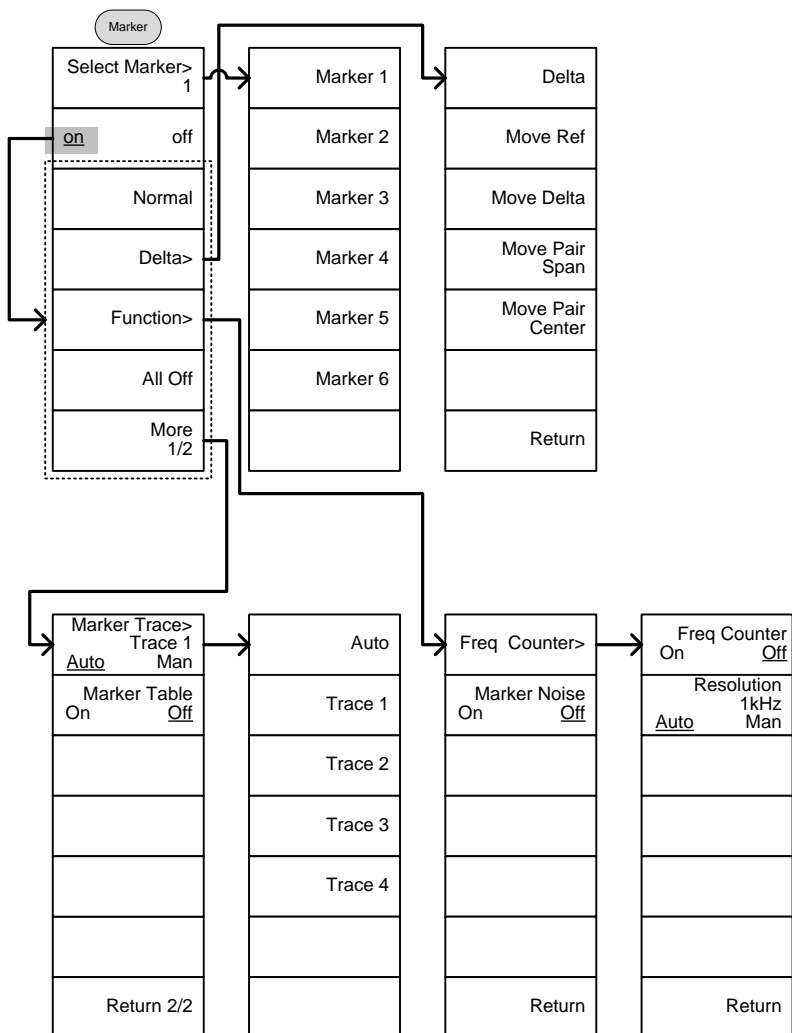 Marker
Select Marker>
1
on off
Normal
Delta>
Function>
All Off
More
1/2
Marker 1
Marker 2
Marker 3
Marker 4
Marker 5
Marker 6
Delta
Move Ref
Move Delta
Move Pair
Span
Move Pair
Center
Return
Marker Trace>
Trace 1
Auto Man
Marker Table
On Off
Return 2/2
Auto
Trace 1
Trace 2
Trace 3
Trace 4
Freq Counter>
Marker Noise
On Off
Return
Freq Counter
On Off
Resolution
1kHz
Auto Man
Return